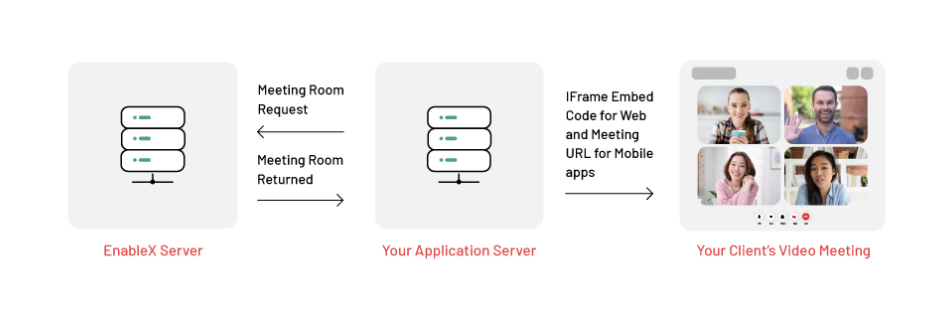 Meeting Room
Request
Meeting Room
Returned
IFrame Embed
Code for Web
and Meeting
URL for Mobile
apps
EnableX Server
Your Application Server
Your Client's Video Meeting